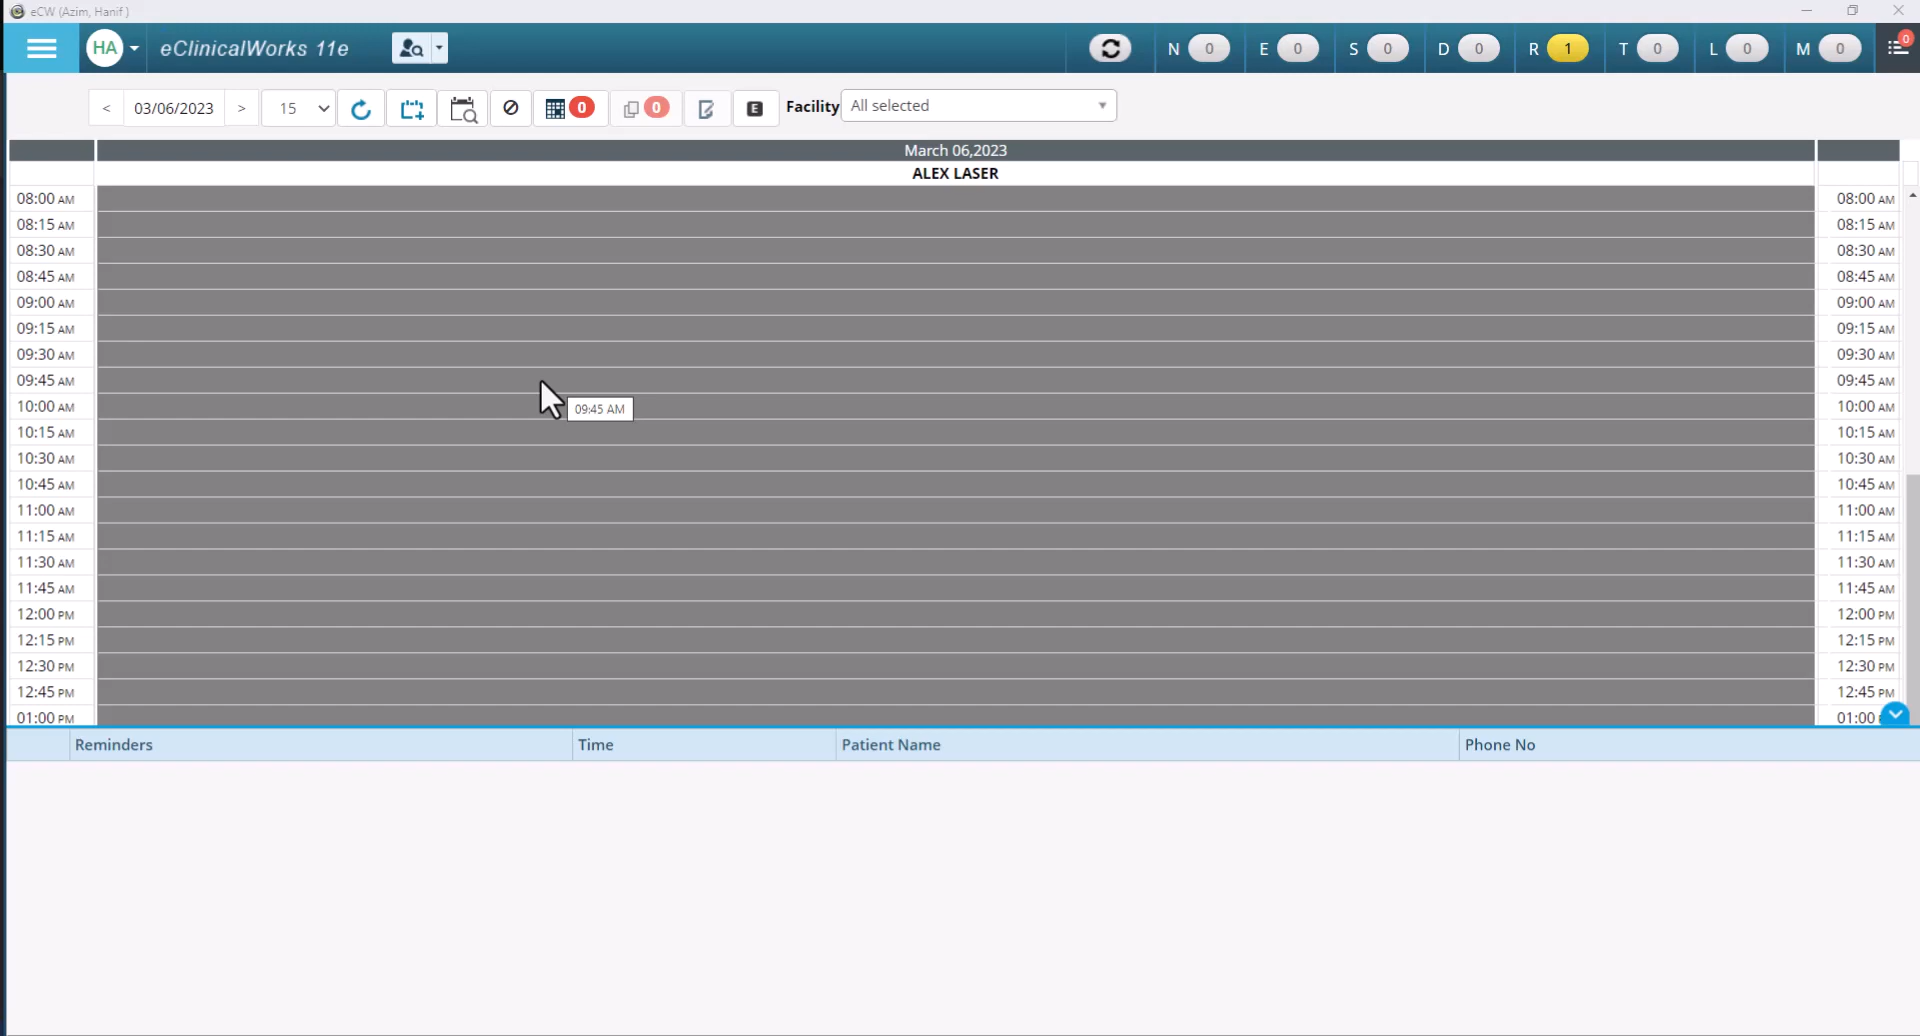 eCW (Azim, Hanif )
HA eClinicalWorks 11e N 0 E 0 S 0 D 0 R 1 T 0 L 0 M 0 0
< 03/06/2023 > 15 0 0 E Facility All selected
March 06,2023
ALEX LASER
08:00 AM 08:00 AM
08:15 AM 08:15 AM
08:30 AM 08:30 AM
08:45 AM 08:45 AM
09:00 AM 09:00 AM
09:15 AM 09:15 AM
09:30 AM 09:30 AM
09:45 AM 09:45 AM
10:00 AM 09:45 AM 10:00 AM
10:15 AM 10:15 AM
10:30 AM 10:30 AM
10:45 AM 10:45 AM
11:00 AM 11:00 AM
11:15 AM 11:15 AM
11:30 AM 11:30 AM
11:45 AM 11:45 AM
12:00 PM 12:00 PM
12:15 PM 12:15 PM
12:30 PM 12:30 PM
12:45 PM 12:45 PM
01:00 PM 01:00
Reminders Time Patient Name Phone No